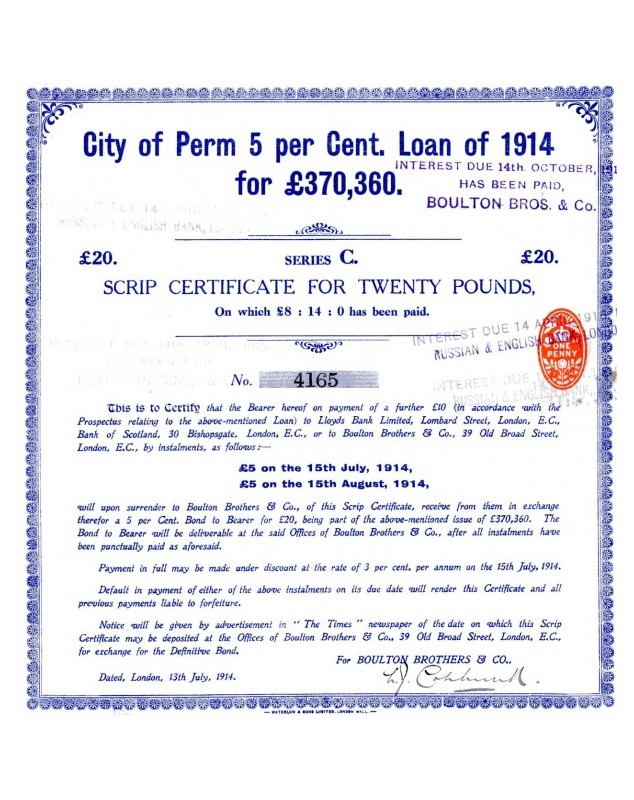 City of Perm 5 per Cent. Loan of 1914
INTEREST DUE 14th OCTOBER,
for £370,360.
HAS BEEN PAID,
BOULTON BROS. & Co.
£20.
SERIES C.
£20.
SCRIP CERTIFICATE FOR TWENTY POUNDS,
On which £8 : 14 : 0 has been paid.
INTEREST DUE 14
RUSSIAN & ENGLISH
ONE
PENNY
INTEREST DUE
RUSSIAN & ENGLISH BANK,
No. 4165
This is to Certify that the Bearer hereof on payment of a further £10 (in accordance with the
Prospectus relating to the above-mentioned Loan) to Lloyds Bank Limited, Lombard Street, London, E.C.,
Bank of Scotland, 30 Bishopsgate, London, E.C., or to Boulton Brothers & Co., 39 Old Broad Street,
London, E.C., by instalments, as follows:—
£5 on the 15th July, 1914,
£5 on the 15th August, 1914,
will upon surrender to Boulton Brothers & Co., of this Scrip Certificate, receive from them in exchange
therefor a 5 per Cent. Bond to Bearer for £20, being part of the above-mentioned issue of £370,360. The
Bond to Bearer will be deliverable at the said Offices of Boulton Brothers & Co., after all instalments have
been punctually paid as aforesaid.
Payment in full may be made under discount at the rate of 3 per cent. per annum on the 15th July, 1914.
Default in payment of either of the above instalments on its due date will render this Certificate and all
previous payments liable to forfeiture.
Notice will be given by advertisement in "The Times" newspaper of the date on which this Scrip
Certificate may be deposited at the Offices of Boulton Brothers & Co., 39 Old Broad Street, London, E.C.,
for exchange for the Definitive Bond.
For BOULTON BROTHERS & CO.,
Dated, London, 13th July, 1914.
WATERLOW & SONS LIMITED, LONDON WALL.